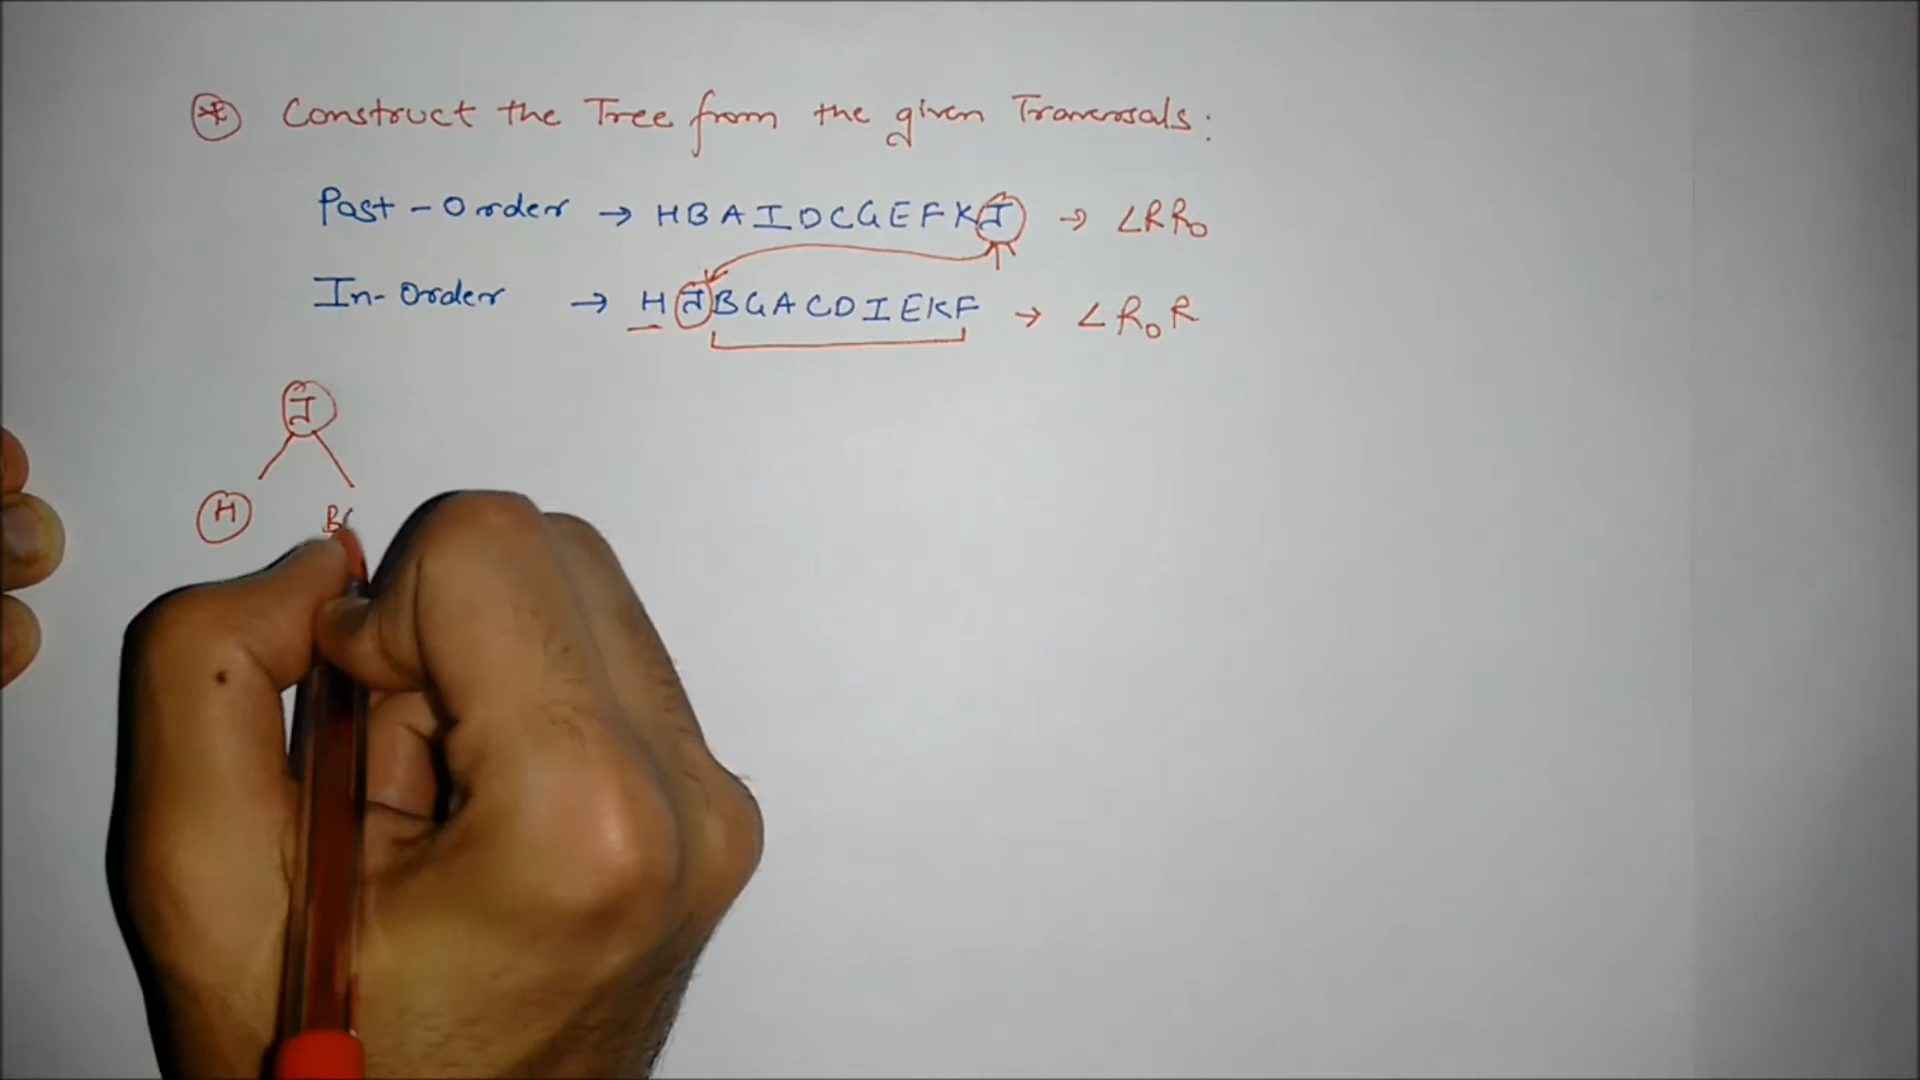 * Construct the Tree from the given Traversals:
Post-Order → HBAIDCGEFKJ → LRRo
In-Order → HJBGACDIEKF → LRoR
J
H B